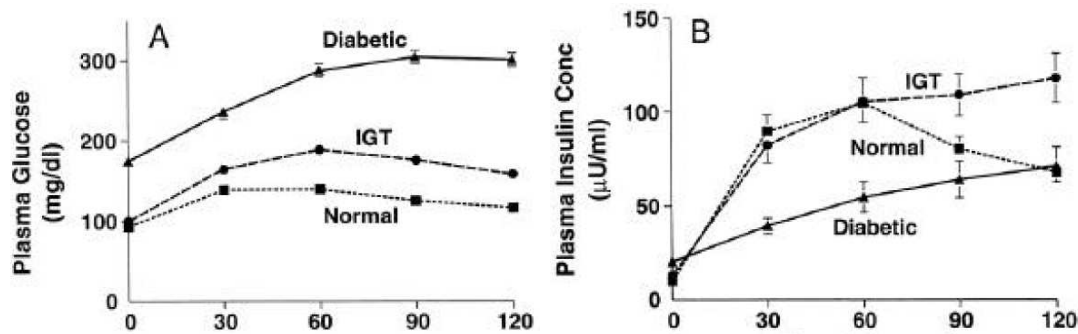 A
Plasma Glucose
(mg/dl)
300
200
100
0
Diabetic
IGT
Normal
0 30 60 90 120
B
Plasma Insulin Conc
(μU/ml)
150
100
50
0
IGT
Normal
Diabetic
0 30 60 90 120